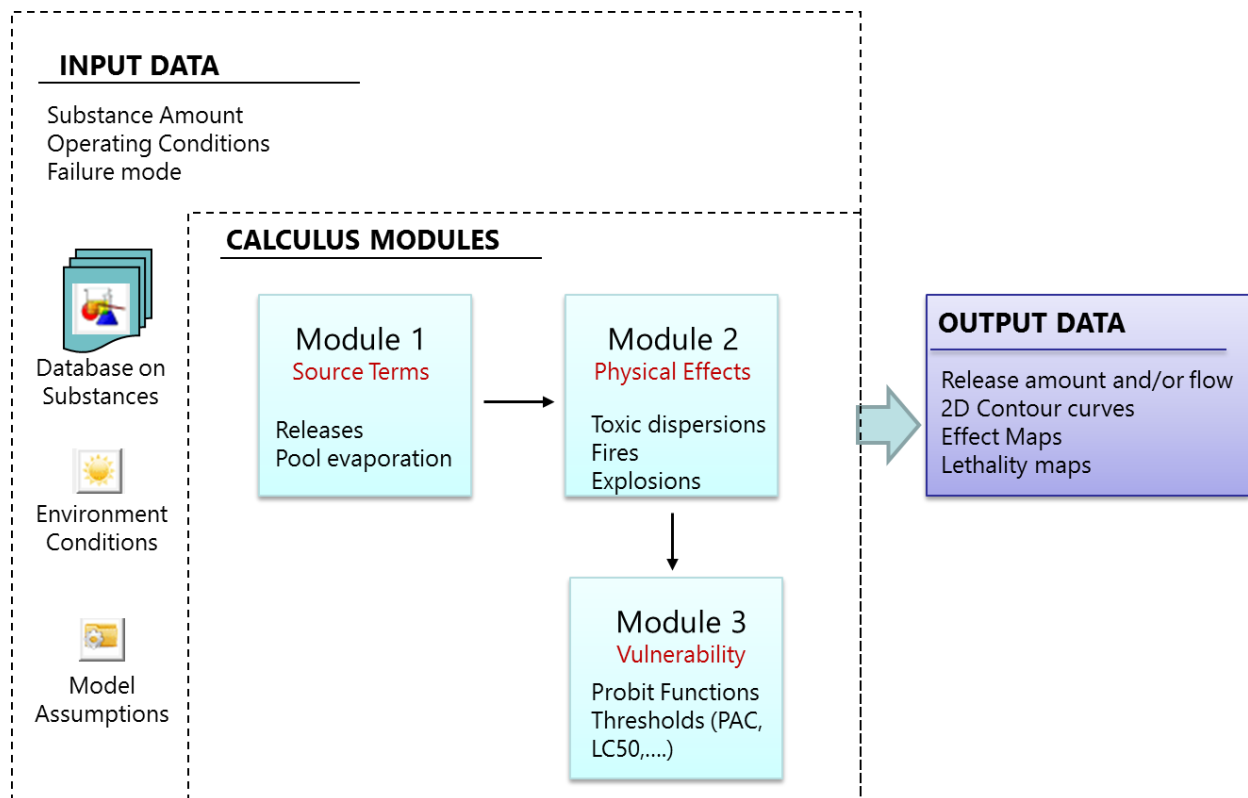 INPUT DATA
Substance Amount
Operating Conditions
Failure mode
Database on
Substances
Environment
Conditions
Model
Assumptions
CALCULUS MODULES
Module 1
Source Terms
Releases
Pool evaporation
Module 2
Physical Effects
Toxic dispersions
Fires
Explosions
Module 3
Vulnerability
Probit Functions
Thresholds (PAC,
LC50,....)
OUTPUT DATA
Release amount and/or flow
2D Contour curves
Effect Maps
Lethality maps